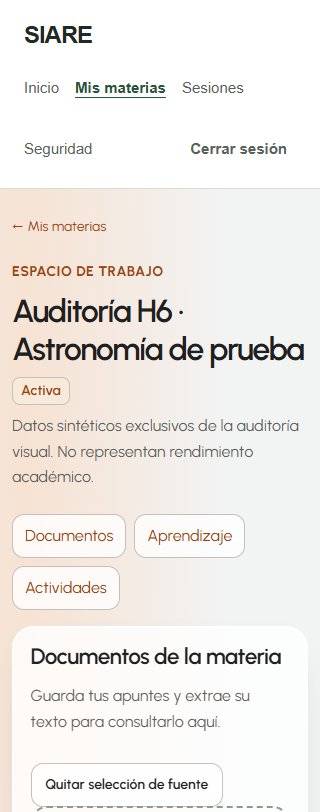 SIARE
Inicio Mis materias Sesiones
Seguridad Cerrar sesión
← Mis materias
ESPACIO DE TRABAJO
Auditoría H6 ·
Astronomía de prueba
Activa
Datos sintéticos exclusivos de la auditoría
visual. No representan rendimiento
académico.
Documentos Aprendizaje
Actividades
Documentos de la materia
Guarda tus apuntes y extrae su
texto para consultarlo aquí.
Quitar selección de fuente